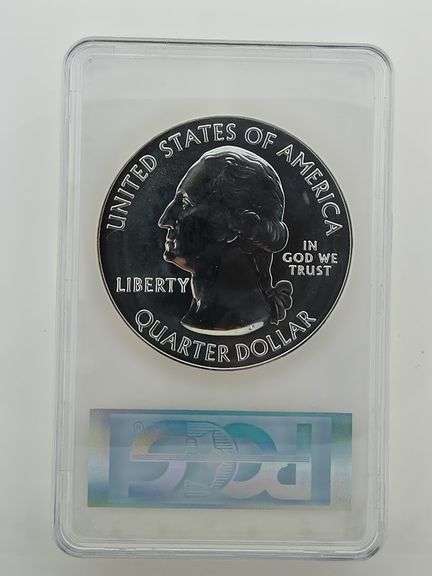 UNITED STATES OF AMERICA
IN
GOD WE
TRUST
LIBERTY
QUARTER DOLLAR